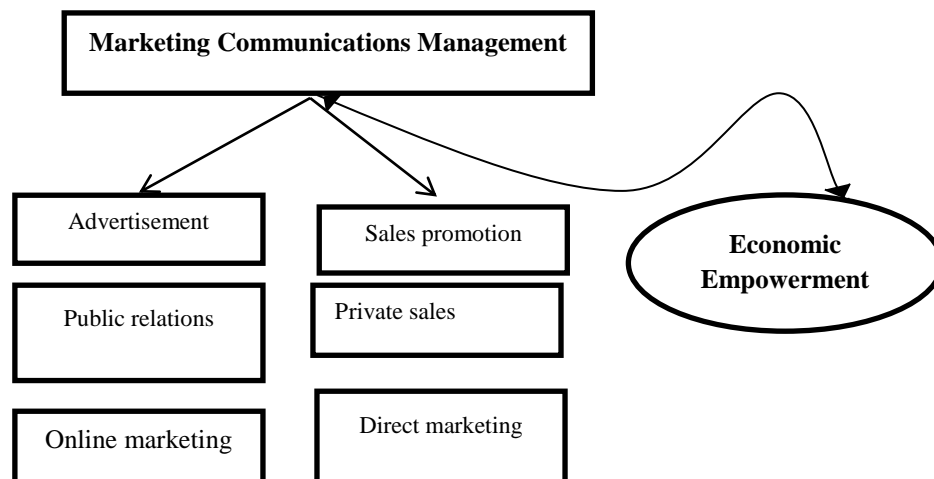 Marketing Communications Management
Advertisement
Sales promotion
Economic
Empowerment
Public relations
Private sales
Online marketing
Direct marketing